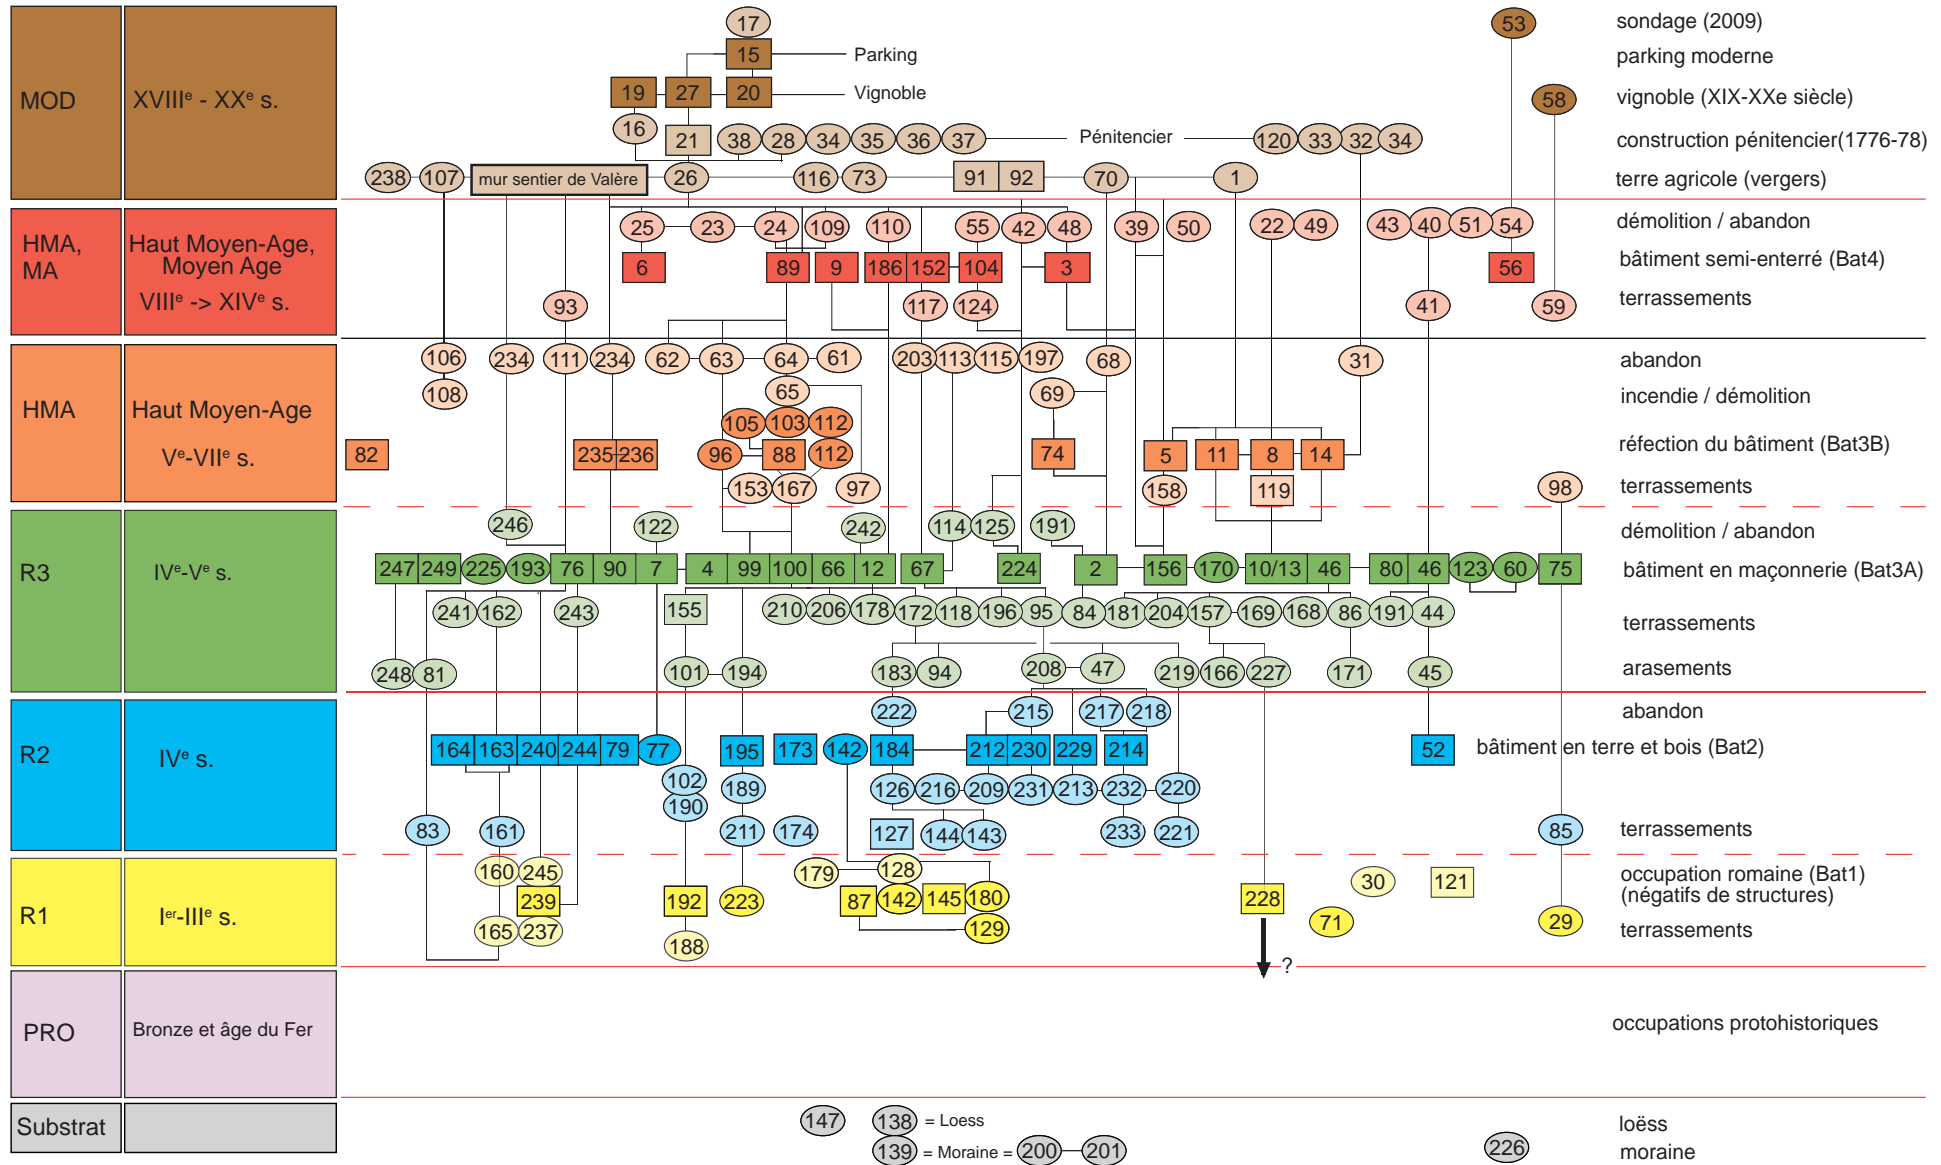 17 53 sondage (2009)
15 Parking parking moderne
MOD XVIIIe - XXe s. 19 27 20 Vignoble 58 vignoble (XIX-XXe siècle)
16 21 38 28 34 35 36 37 Pénitencier 120 33 32 34 construction pénitencier(1776-78)
238 107 mur sentier de Valère 26 116 73 91 92 70 1 terre agricole (vergers)
HMA, Haut Moyen-Age, 25 23 24 109 110 55 42 48 39 50 22 49 43 40 51 54 démolition / abandon
MA Moyen Age 6 89 9 186 152 104 3 56 bâtiment semi-enterré (Bat4)
VIIIe -> XIVe s. 93 117 124 41 59 terrassements
106 234 111 234 62 63 64 61 203 113 115 197 68 31 abandon
108 65 69 incendie / démolition
HMA Haut Moyen-Age 105 103 112
Ve-VIIe s. 82 235 236 96 88 112 74 5 11 8 14 réfection du bâtiment (Bat3B)
153 167 97 158 119 98 terrassements
246 122 242 114 125 191 démolition / abandon
R3 IVe-Ve s. 247 249 225 193 76 90 7 4 99 100 66 12 67 224 2 156 170 10/13 46 80 46 123 60 75 bâtiment en maçonnerie (Bat3A)
241 162 243 155 210 206 178 172 118 196 95 84 181 204 157 169 168 86 191 44 terrassements
248 81 101 194 183 94 208 47 219 166 227 171 45 arasements
222 215 217 218 abandon
R2 IVe s. 164 163 240 244 79 77 195 173 142 184 212 230 229 214 52 bâtiment en terre et bois (Bat2)
102 189 126 216 209 231 213 232 220
190
83 161 211 174 127 144 143 233 221 85 terrassements
160 245 179 128 30 121 occupation romaine (Bat1)
R1 Ier-IIIe s. 239 192 223 87 142 145 180 228 (négatifs de structures)
165 237 188 129 71 29 terrassements
?
PRO Bronze et âge du Fer occupations protohistoriques
Substrat 147 138 = Loess loëss
139 = Moraine = 200 201 226 moraine